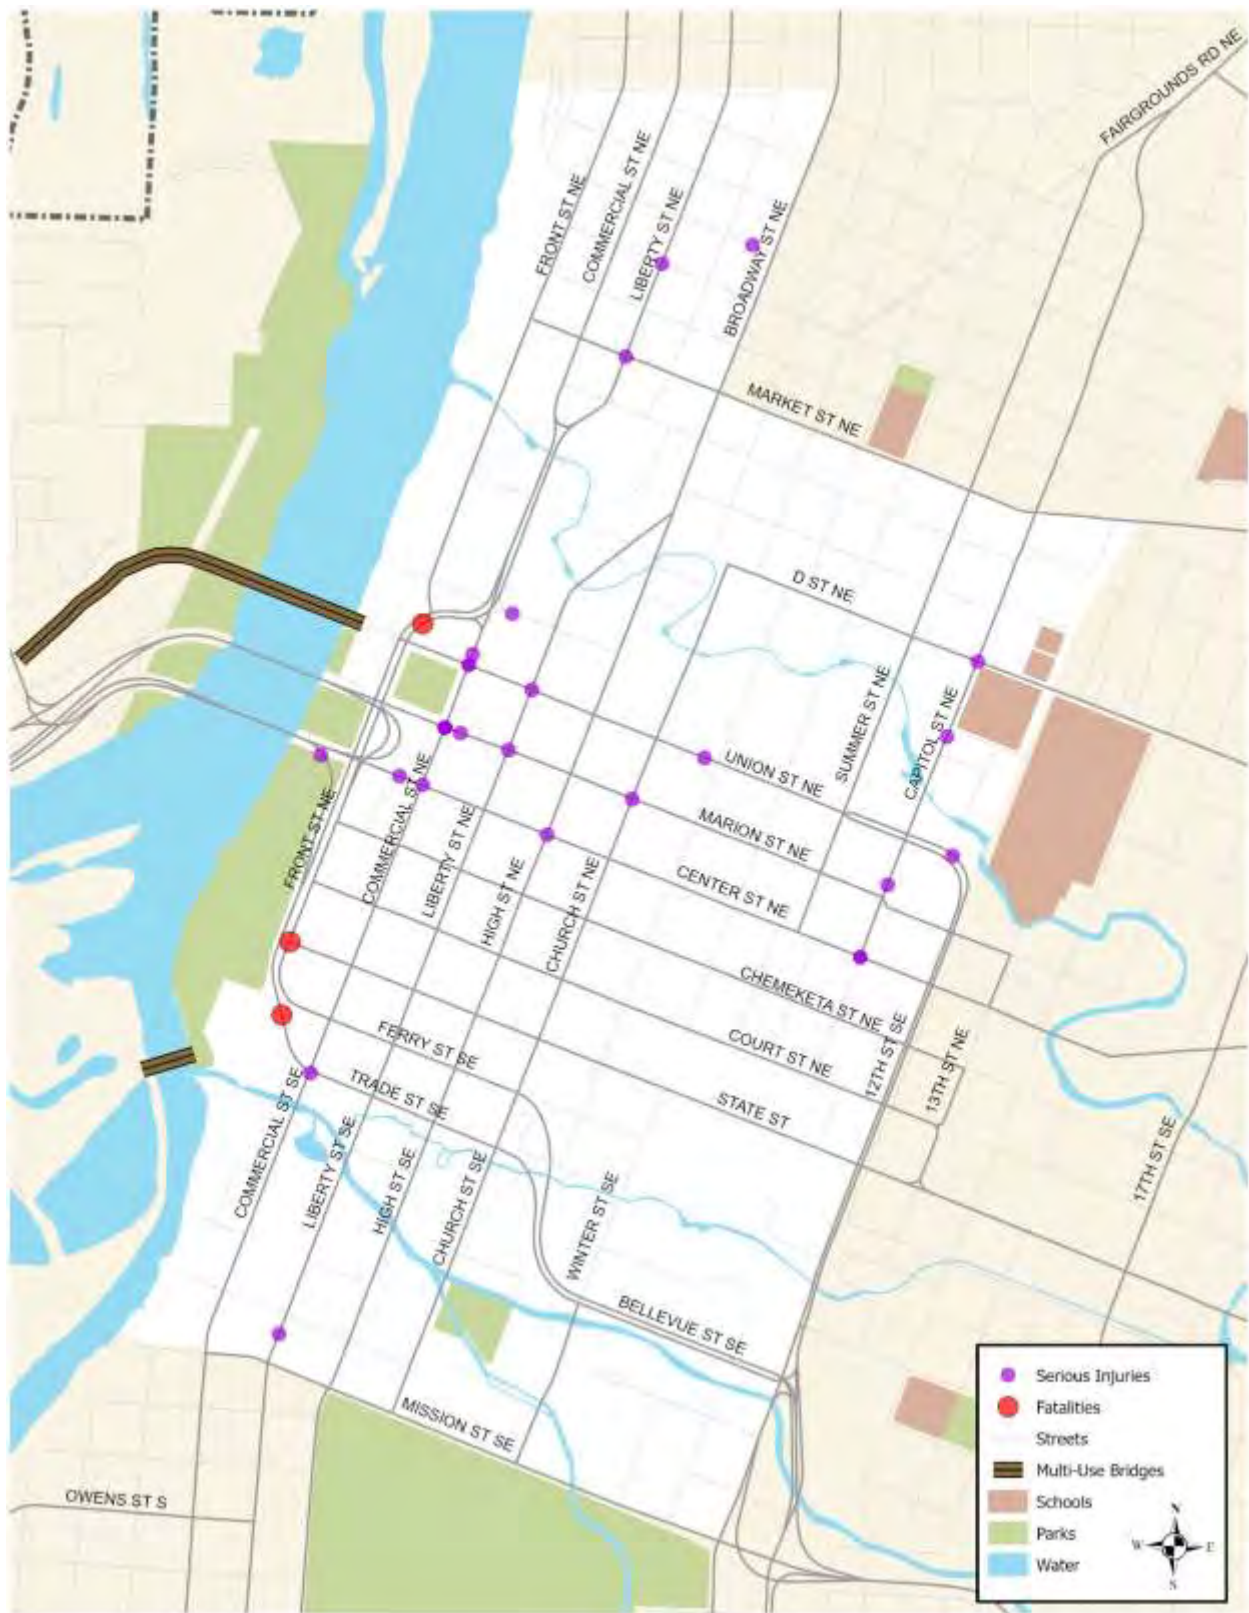 FAIRGROUNDS RD NE
COMMERCIAL ST NE
FRONT ST NE
LIBERTY ST NE
BROADWAY ST NE
MARKET ST NE
D ST NE
SUMMER ST NE
CAPITOL ST NE
UNION ST NE
MARION ST NE
CENTER ST NE
FRONT ST NE
COMMERCIAL ST NE
LIBERTY ST NE
HIGH ST NE
CHURCH ST NE
CHEMEKETA ST NE
COURT ST NE
STATE ST
12TH ST SE
13TH ST NE
17TH ST SE
FERRY ST SE
TRADE ST SE
COMMERCIAL ST SE
LIBERTY ST SE
HIGH ST SE
CHURCH ST SE
WINTER ST SE
BELLEVUE ST SE
MISSION ST SE
OWENS ST S
Serious Injuries
Fatalities
Streets
Multi-Use Bridges
Schools
Parks
Water
N
W
E
S